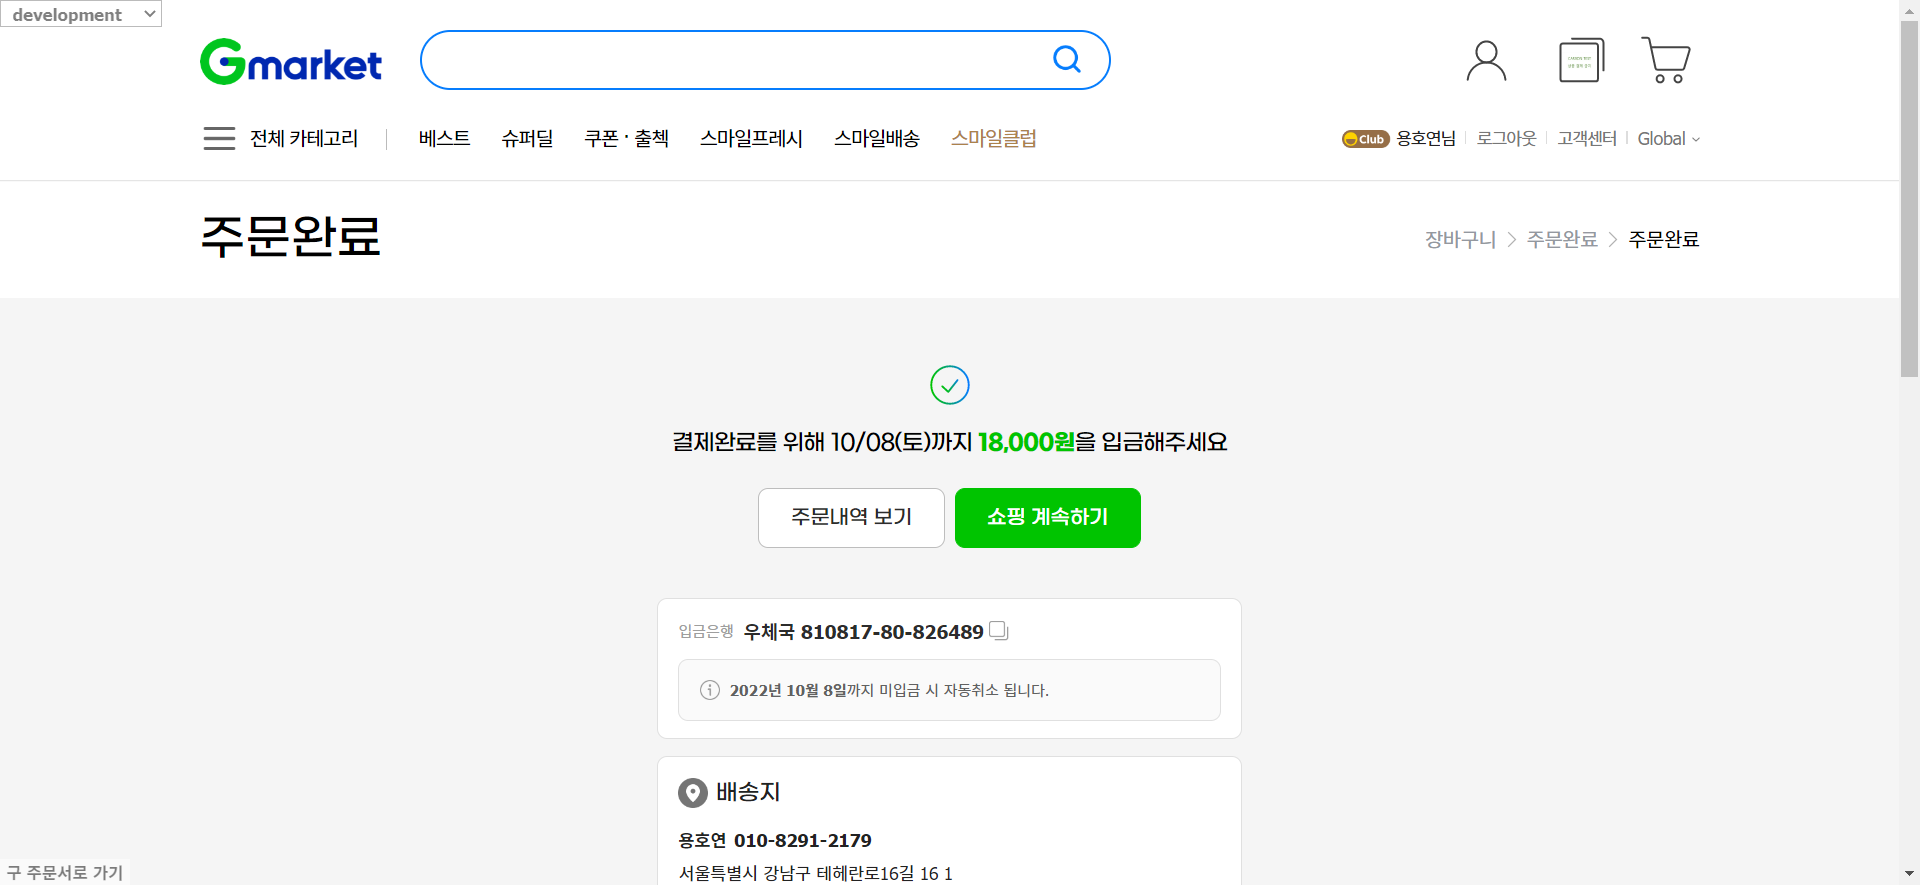 development
Gmarket
전체 카테고리
베스트 슈퍼딜 쿠폰 · 출첵 스마일프레시 스마일배송 스마일클럽
Club 용호연님 로그아웃 고객센터 Global
주문완료
장바구니 > 주문완료 > 주문완료
결제완료를 위해 10/08(토)까지 18,000원을 입금해주세요
주문내역 보기 쇼핑 계속하기
입금은행 우체국 810817-80-826489
2022년 10월 8일까지 미입금 시 자동취소 됩니다.
배송지
용호연 010-8291-2179
서울특별시 강남구 테헤란로16길 16 1
구 주문서로 가기